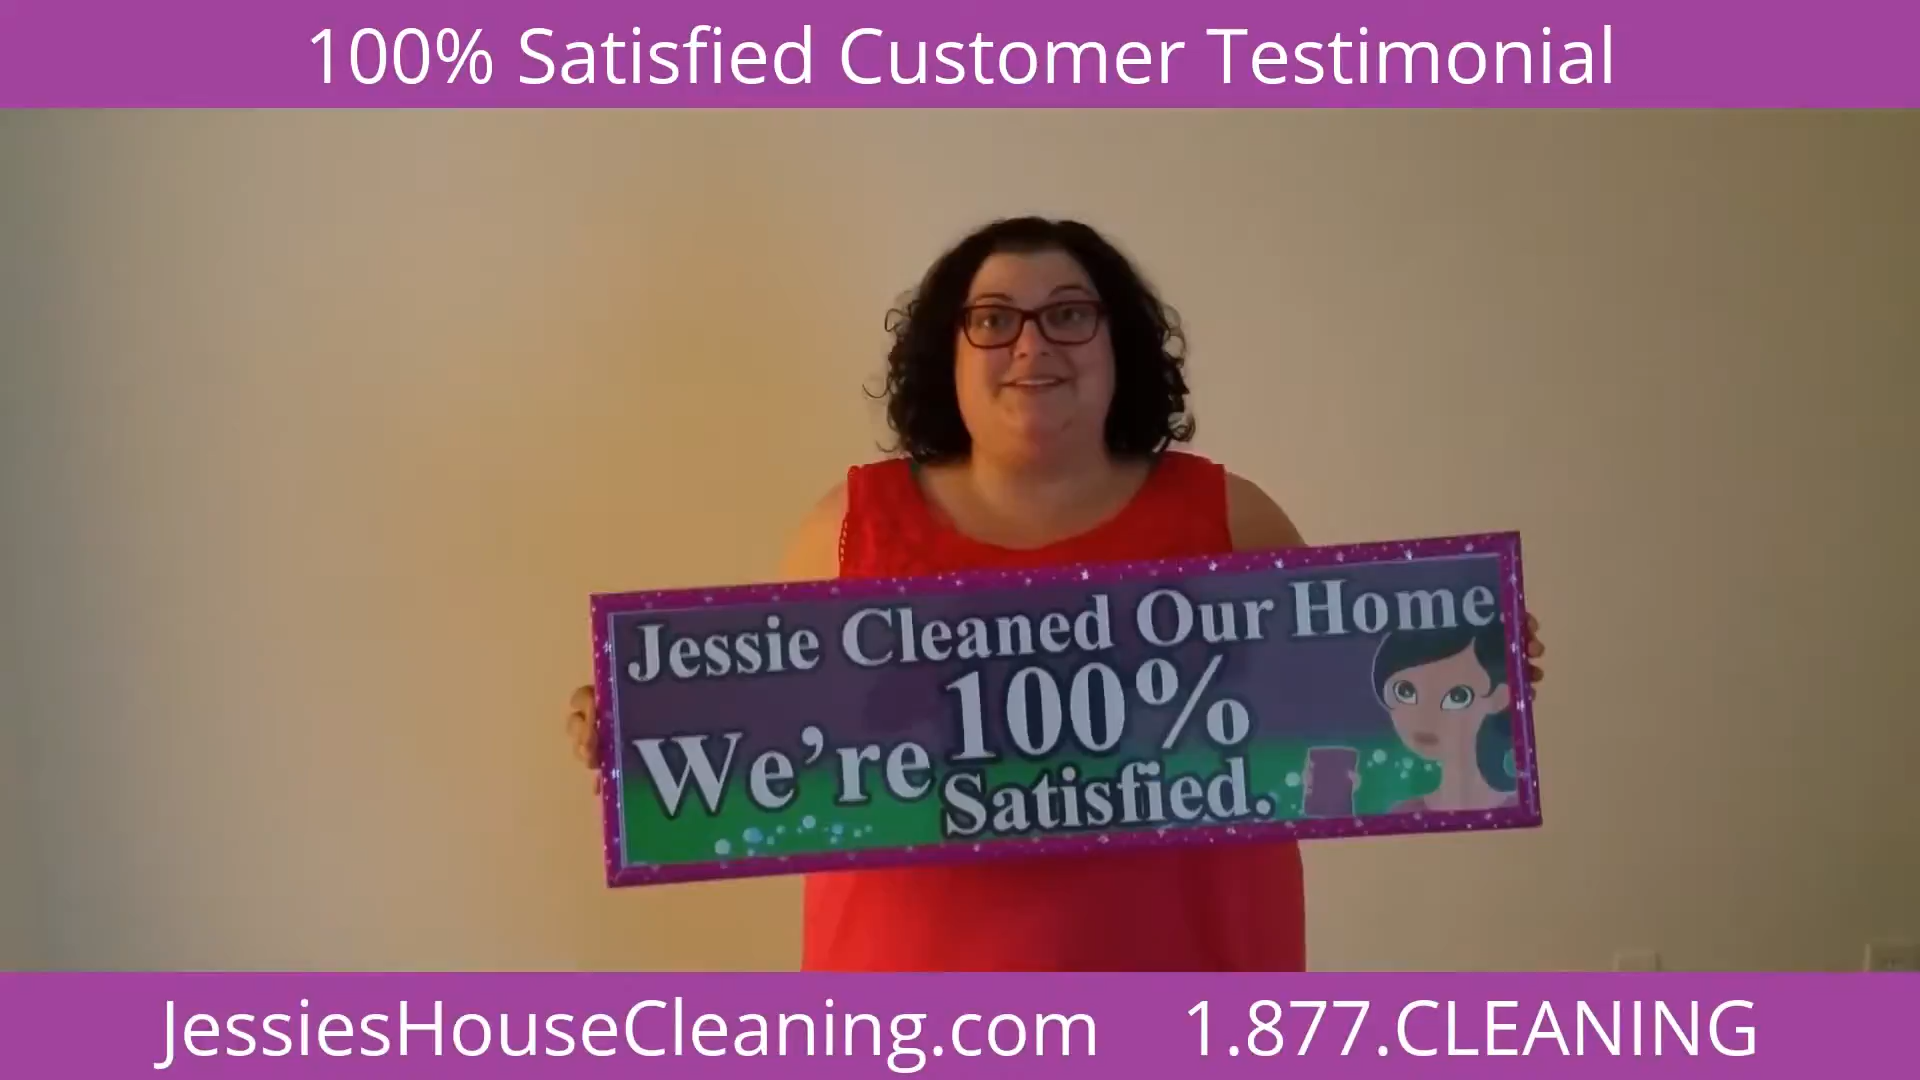 100% Satisfied Customer Testimonial
Jessie Cleaned Our Home.
We're 100%
Satisfied.
JessiesHouseCleaning.com 1.877.CLEANING